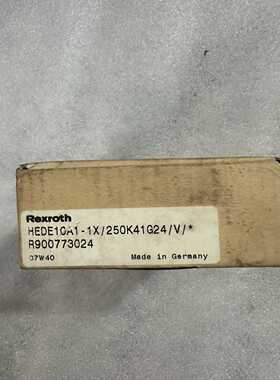 Rexroth
HEDE10A1-1X/250K41G24/V/*
R900773024
07W40 Made in Germany